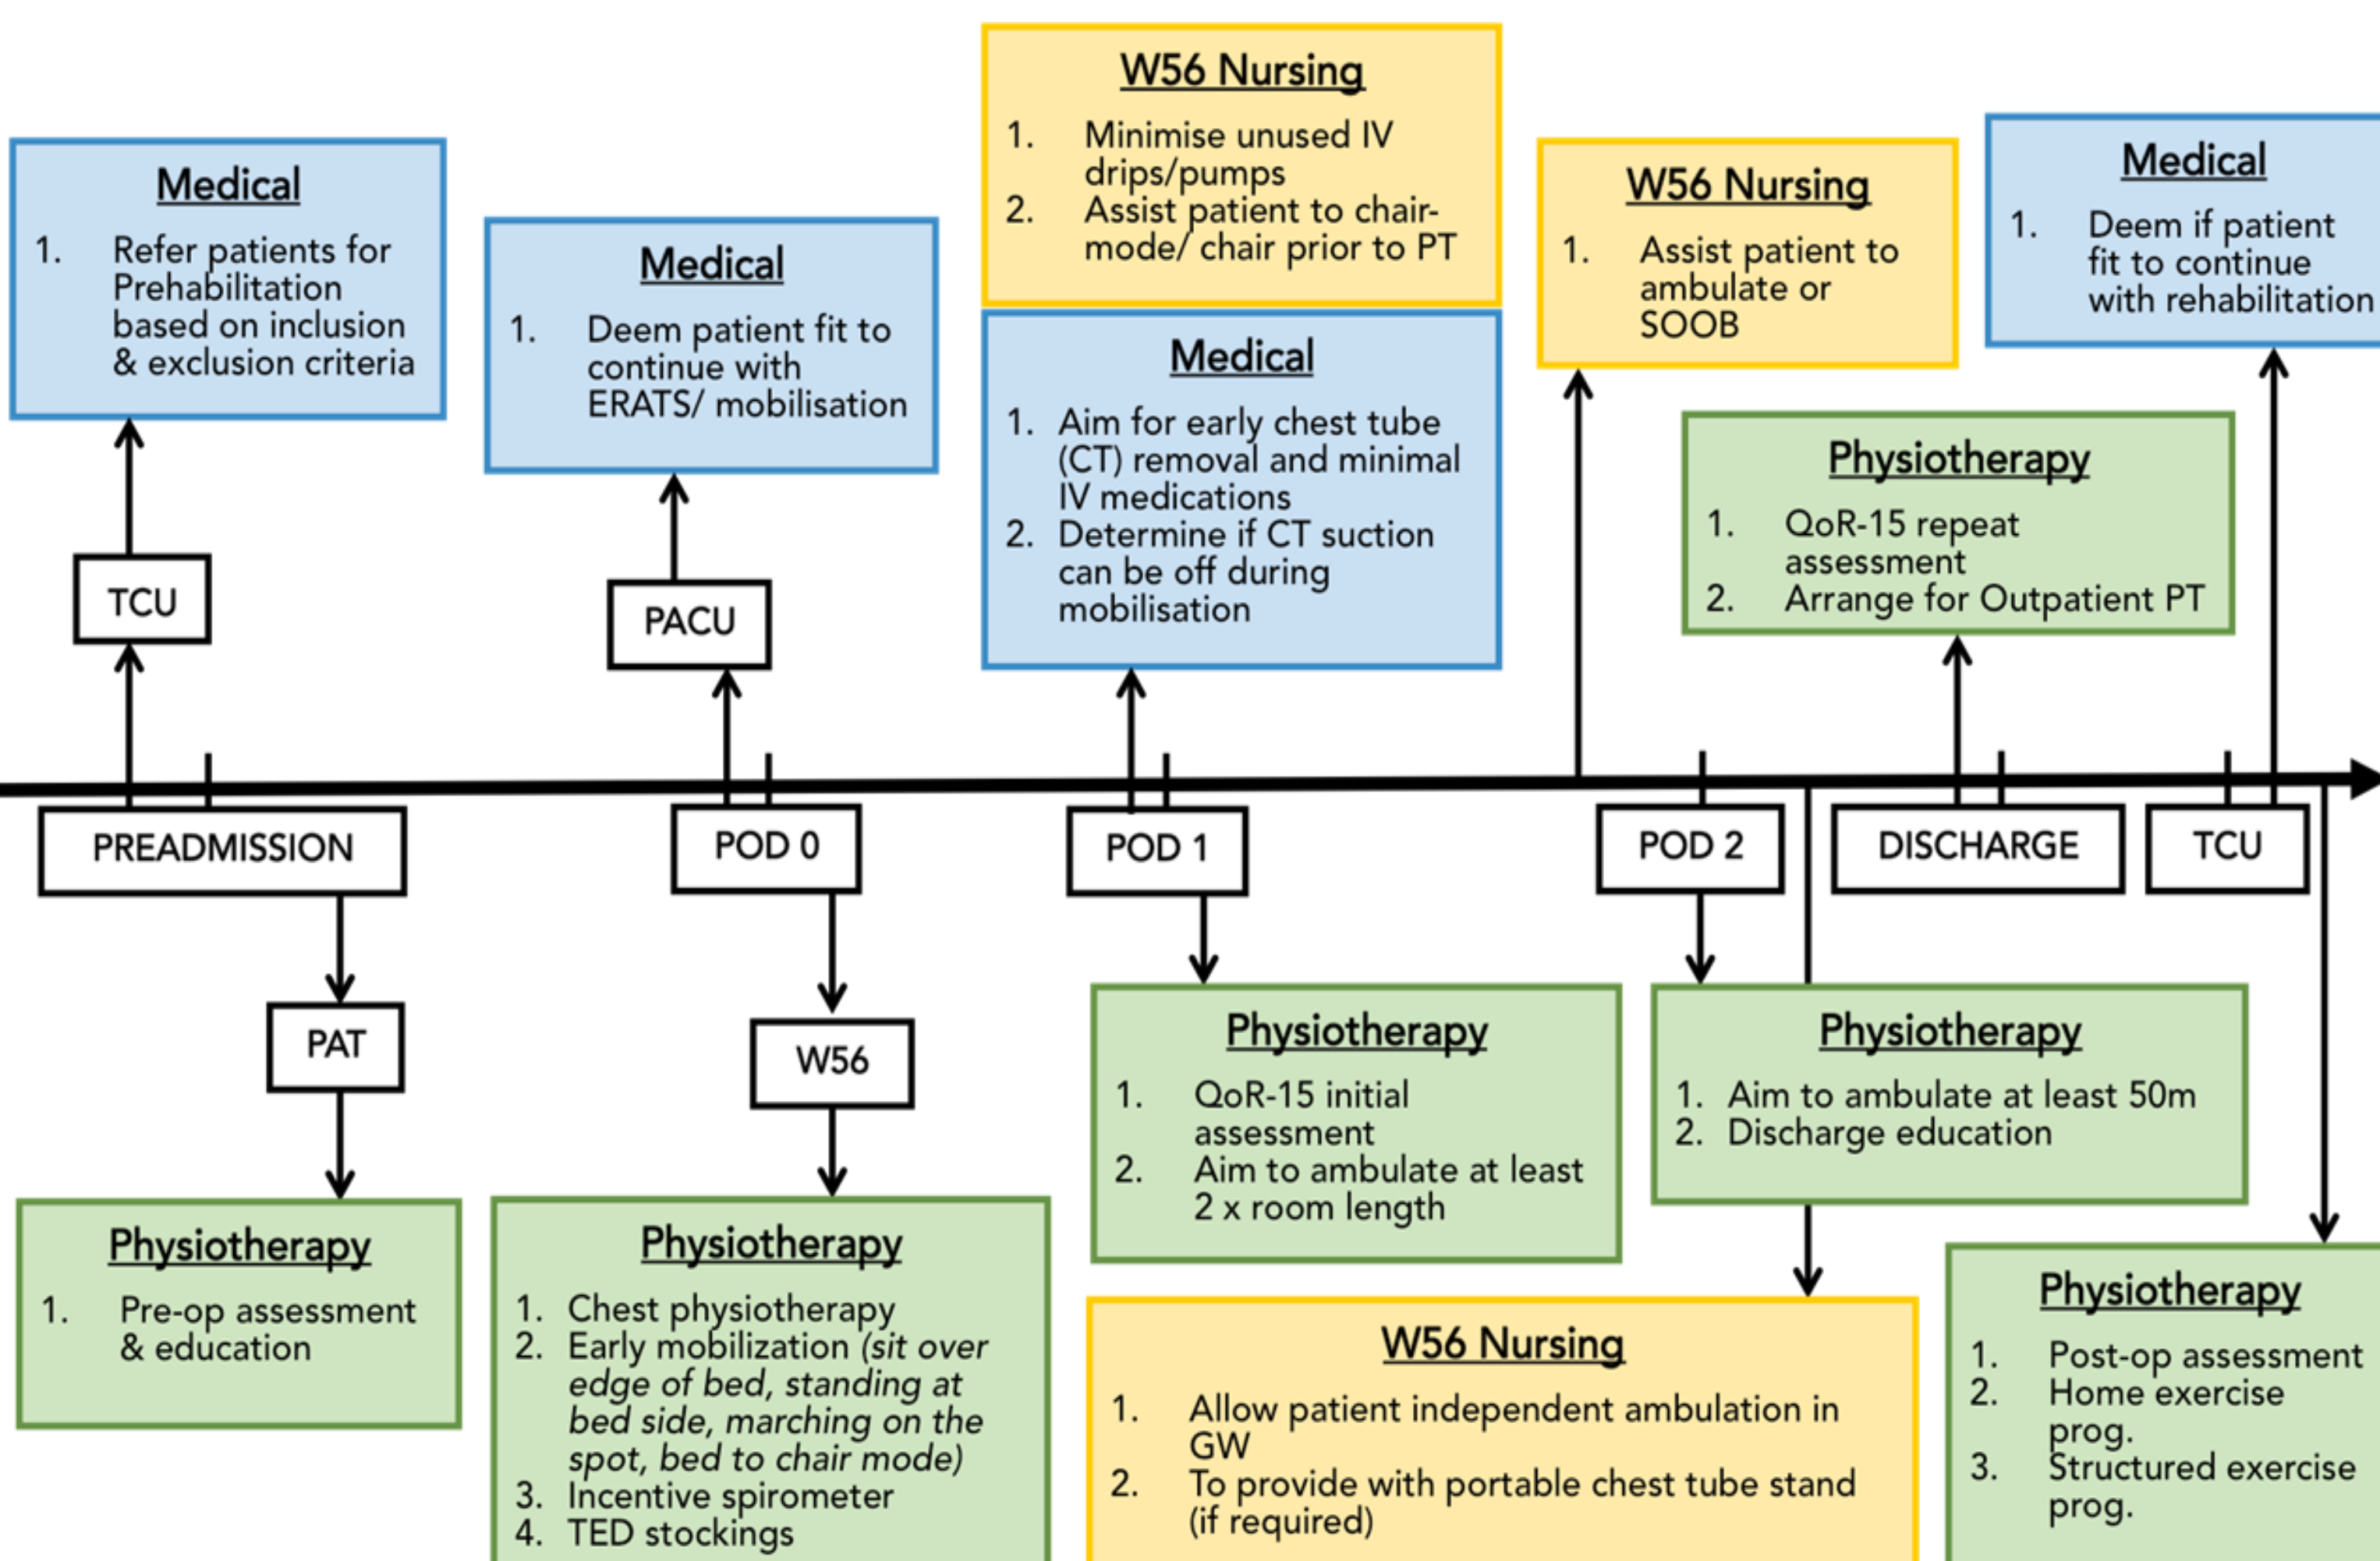 W56 Nursing
1. Minimise unused IV
drips/pumps
2. Assist patient to chair-
mode/ chair prior to PT
Medical
1. Refer patients for
Prehabilitation
based on inclusion
& exclusion criteria
Medical
1. Deem patient fit to
continue with
ERATS/ mobilisation
Medical
1. Aim for early chest tube
(CT) removal and minimal
IV medications
2. Determine if CT suction
can be off during
mobilisation
W56 Nursing
1. Assist patient to
ambulate or
SOOB
Medical
1. Deem if patient
fit to continue
with rehabilitation
Physiotherapy
1. QoR-15 repeat
assessment
2. Arrange for Outpatient PT
TCU
PACU
PREADMISSION
POD 0
POD 1
POD 2
DISCHARGE
TCU
PAT
W56
Physiotherapy
1. Pre-op assessment
& education
Physiotherapy
1. Chest physiotherapy
2. Early mobilization (sit over
edge of bed, standing at
bed side, marching on the
spot, bed to chair mode)
3. Incentive spirometer
4. TED stockings
Physiotherapy
1. QoR-15 initial
assessment
2. Aim to ambulate at least
2 x room length
Physiotherapy
1. Aim to ambulate at least 50m
2. Discharge education
W56 Nursing
1. Allow patient independent ambulation in
GW
2. To provide with portable chest tube stand
(if required)
Physiotherapy
1. Post-op assessment
2. Home exercise
prog.
3. Structured exercise
prog.